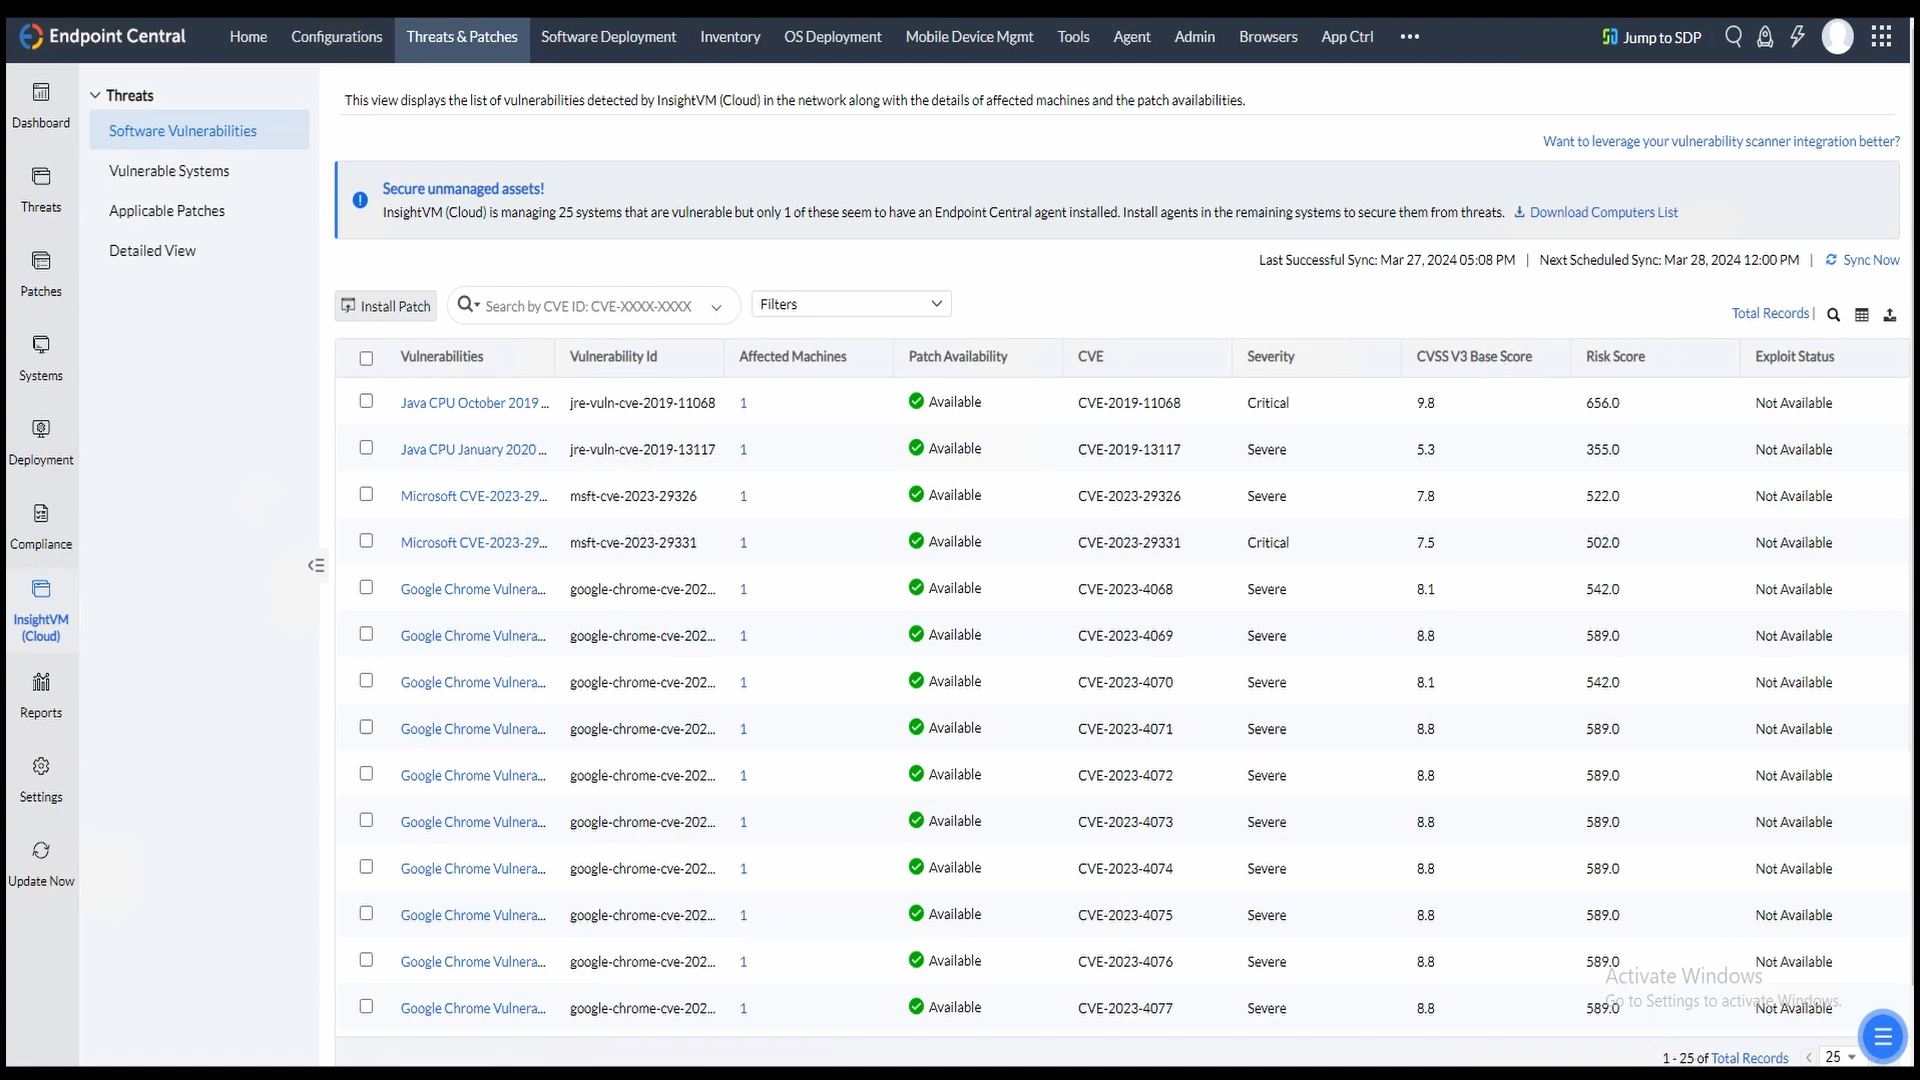 Endpoint Central
Home Configurations Threats & Patches Software Deployment Inventory OS Deployment Mobile Device Mgmt Tools Agent Admin Browsers App Ctrl ••• Jump to SDP
Dashboard
Threats
Patches
Systems
Deployment
Compliance
InsightVM
(Cloud)
Reports
Settings
Update Now
Threats
Software Vulnerabilities
Vulnerable Systems
Applicable Patches
Detailed View
This view displays the list of vulnerabilities detected by InsightVM (Cloud) in the network along with the details of affected machines and the patch availabilities.
Want to leverage your vulnerability scanner integration better?
Secure unmanaged assets!
InsightVM (Cloud) is managing 25 systems that are vulnerable but only 1 of these seem to have an Endpoint Central agent installed. Install agents in the remaining systems to secure them from threats. Download Computers List
Last Successful Sync: Mar 27, 2024 05:08 PM | Next Scheduled Sync: Mar 28, 2024 12:00 PM | Sync Now
Install Patch Search by CVE ID: CVE-XXXX-XXXX Filters
Total Records |
Vulnerabilities Vulnerability Id Affected Machines Patch Availability CVE Severity CVSS V3 Base Score Risk Score Exploit Status
Java CPU October 2019 ... jre-vuln-cve-2019-11068 1 Available CVE-2019-11068 Critical 9.8 656.0 Not Available
Java CPU January 2020 ... jre-vuln-cve-2019-13117 1 Available CVE-2019-13117 Severe 5.3 355.0 Not Available
Microsoft CVE-2023-29... msft-cve-2023-29326 1 Available CVE-2023-29326 Severe 7.8 522.0 Not Available
Microsoft CVE-2023-29... msft-cve-2023-29331 1 Available CVE-2023-29331 Critical 7.5 502.0 Not Available
Google Chrome Vulnera... google-chrome-cve-202... 1 Available CVE-2023-4068 Severe 8.1 542.0 Not Available
Google Chrome Vulnera... google-chrome-cve-202... 1 Available CVE-2023-4069 Severe 8.8 589.0 Not Available
Google Chrome Vulnera... google-chrome-cve-202... 1 Available CVE-2023-4070 Severe 8.1 542.0 Not Available
Google Chrome Vulnera... google-chrome-cve-202... 1 Available CVE-2023-4071 Severe 8.8 589.0 Not Available
Google Chrome Vulnera... google-chrome-cve-202... 1 Available CVE-2023-4072 Severe 8.8 589.0 Not Available
Google Chrome Vulnera... google-chrome-cve-202... 1 Available CVE-2023-4073 Severe 8.8 589.0 Not Available
Google Chrome Vulnera... google-chrome-cve-202... 1 Available CVE-2023-4074 Severe 8.8 589.0 Not Available
Google Chrome Vulnera... google-chrome-cve-202... 1 Available CVE-2023-4075 Severe 8.8 589.0 Not Available
Google Chrome Vulnera... google-chrome-cve-202... 1 Available CVE-2023-4076 Severe 8.8 589.0 Not Available
Google Chrome Vulnera... google-chrome-cve-202... 1 Available CVE-2023-4077 Severe 8.8 589.0 Not Available
Activate Windows
Go to Settings to activate Windows.
1 - 25 of Total Records 25